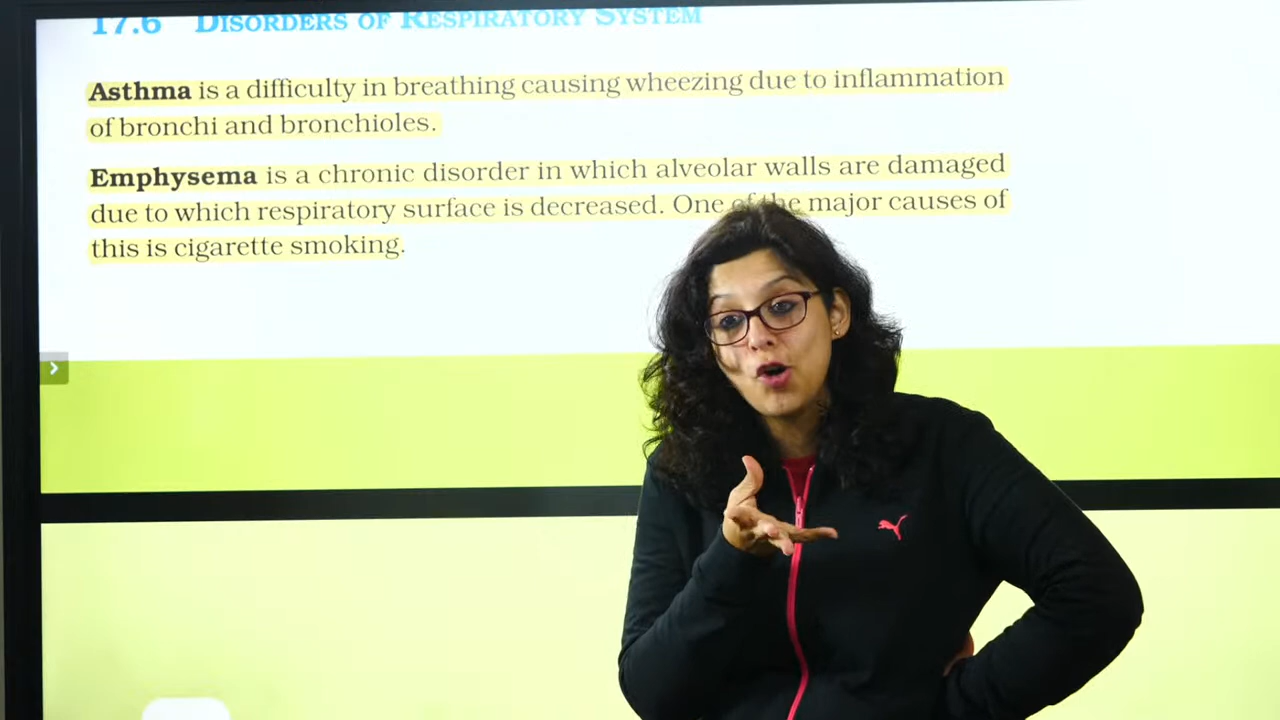 17.6 DISORDERS OF RESPIRATORY SYSTEM
Asthma is a difficulty in breathing causing wheezing due to inflammation
of bronchi and bronchioles.
Emphysema is a chronic disorder in which alveolar walls are damaged
due to which respiratory surface is decreased. One of the major causes of
this is cigarette smoking.